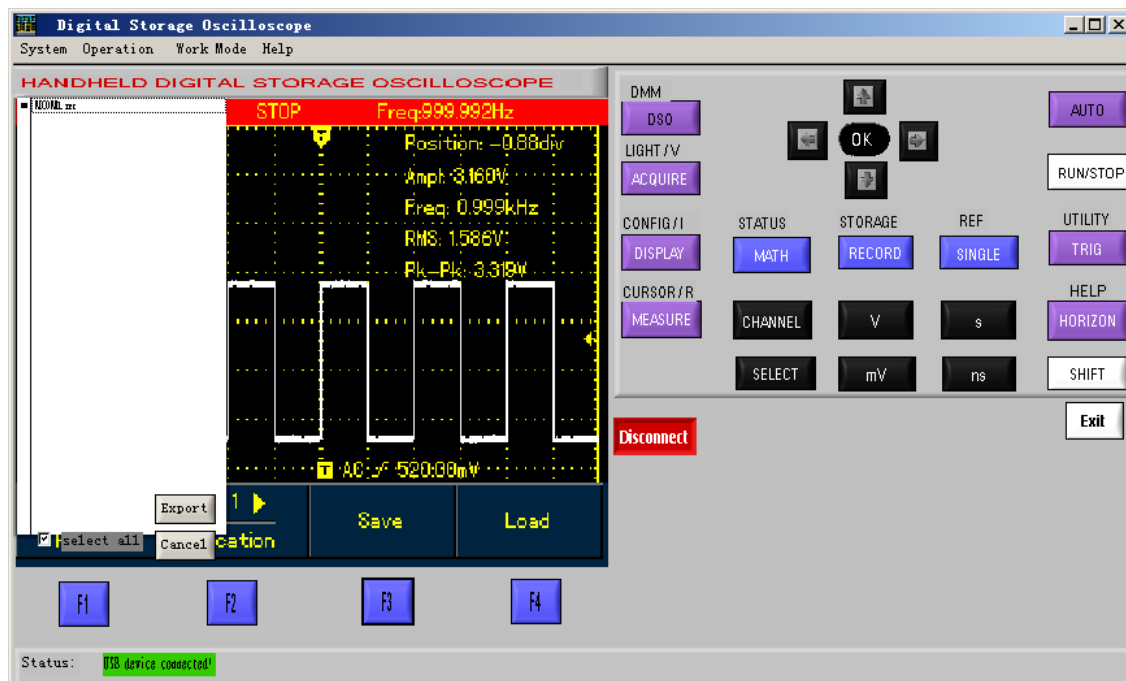 Digital Storage Oscilloscope
System Operation Work Mode Help
HANDHELD DIGITAL STORAGE OSCILLOSCOPE
STOP Freq:999.992Hz
T
Position: -0.88div
Ampl: 3.160V
Freq: 0.999kHz
RMS: 1.586V
Pk-Pk: 3.319V
T AC 520.00mV
Export
1
Save
Load
select all
Cancel
cation
F1 F2 F3 F4
DMM
DSO
AUTO
OK
LIGHT/V
ACQUIRE
RUN/STOP
CONFIG/I STATUS STORAGE REF UTILITY
DISPLAY MATH RECORD SINGLE TRIG
CURSOR/R HELP
MEASURE CHANNEL V s HORIZON
SELECT mV ns SHIFT
Exit
Disconnect
Status: USB device connected!